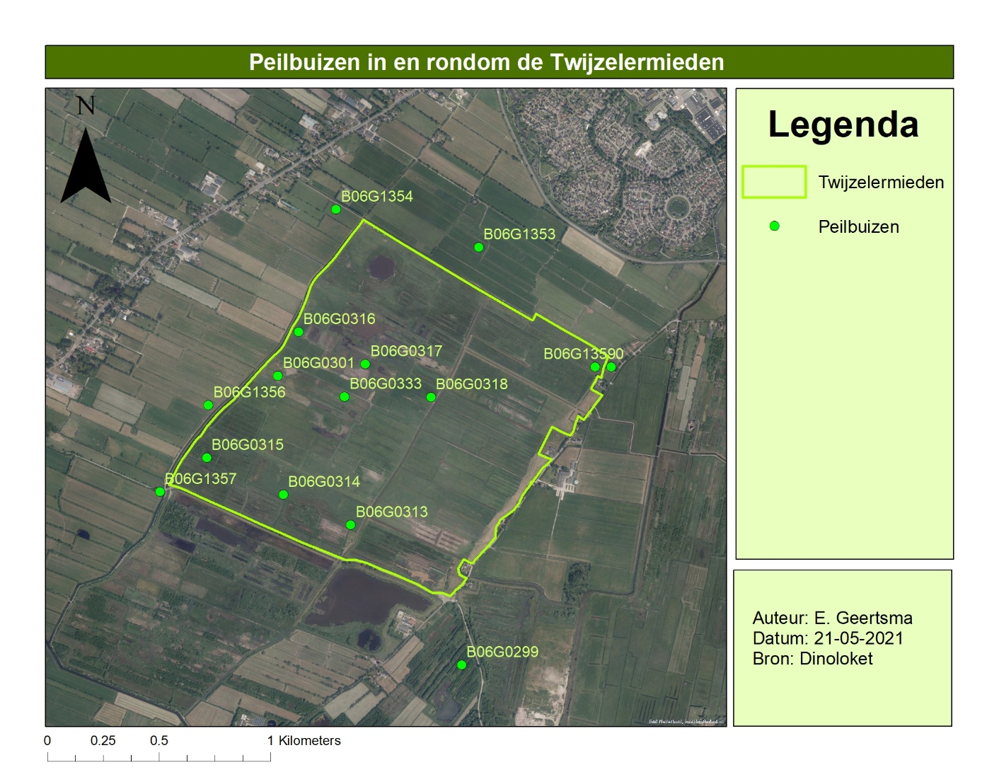 Peilbuizen in en rondom de Twijzelermieden
N
Legenda
Twijzelermieden
Peilbuizen
B06G1354
B06G1353
B06G0316
B06G0317
B06G13590
B06G0301
B06G0333
B06G0318
B06G1356
B06G0315
B06G1357
B06G0314
B06G0313
B06G0299
Auteur: E. Geertsma
Datum: 21-05-2021
Bron: Dinoloket
0 0.25 0.5 1 Kilometers